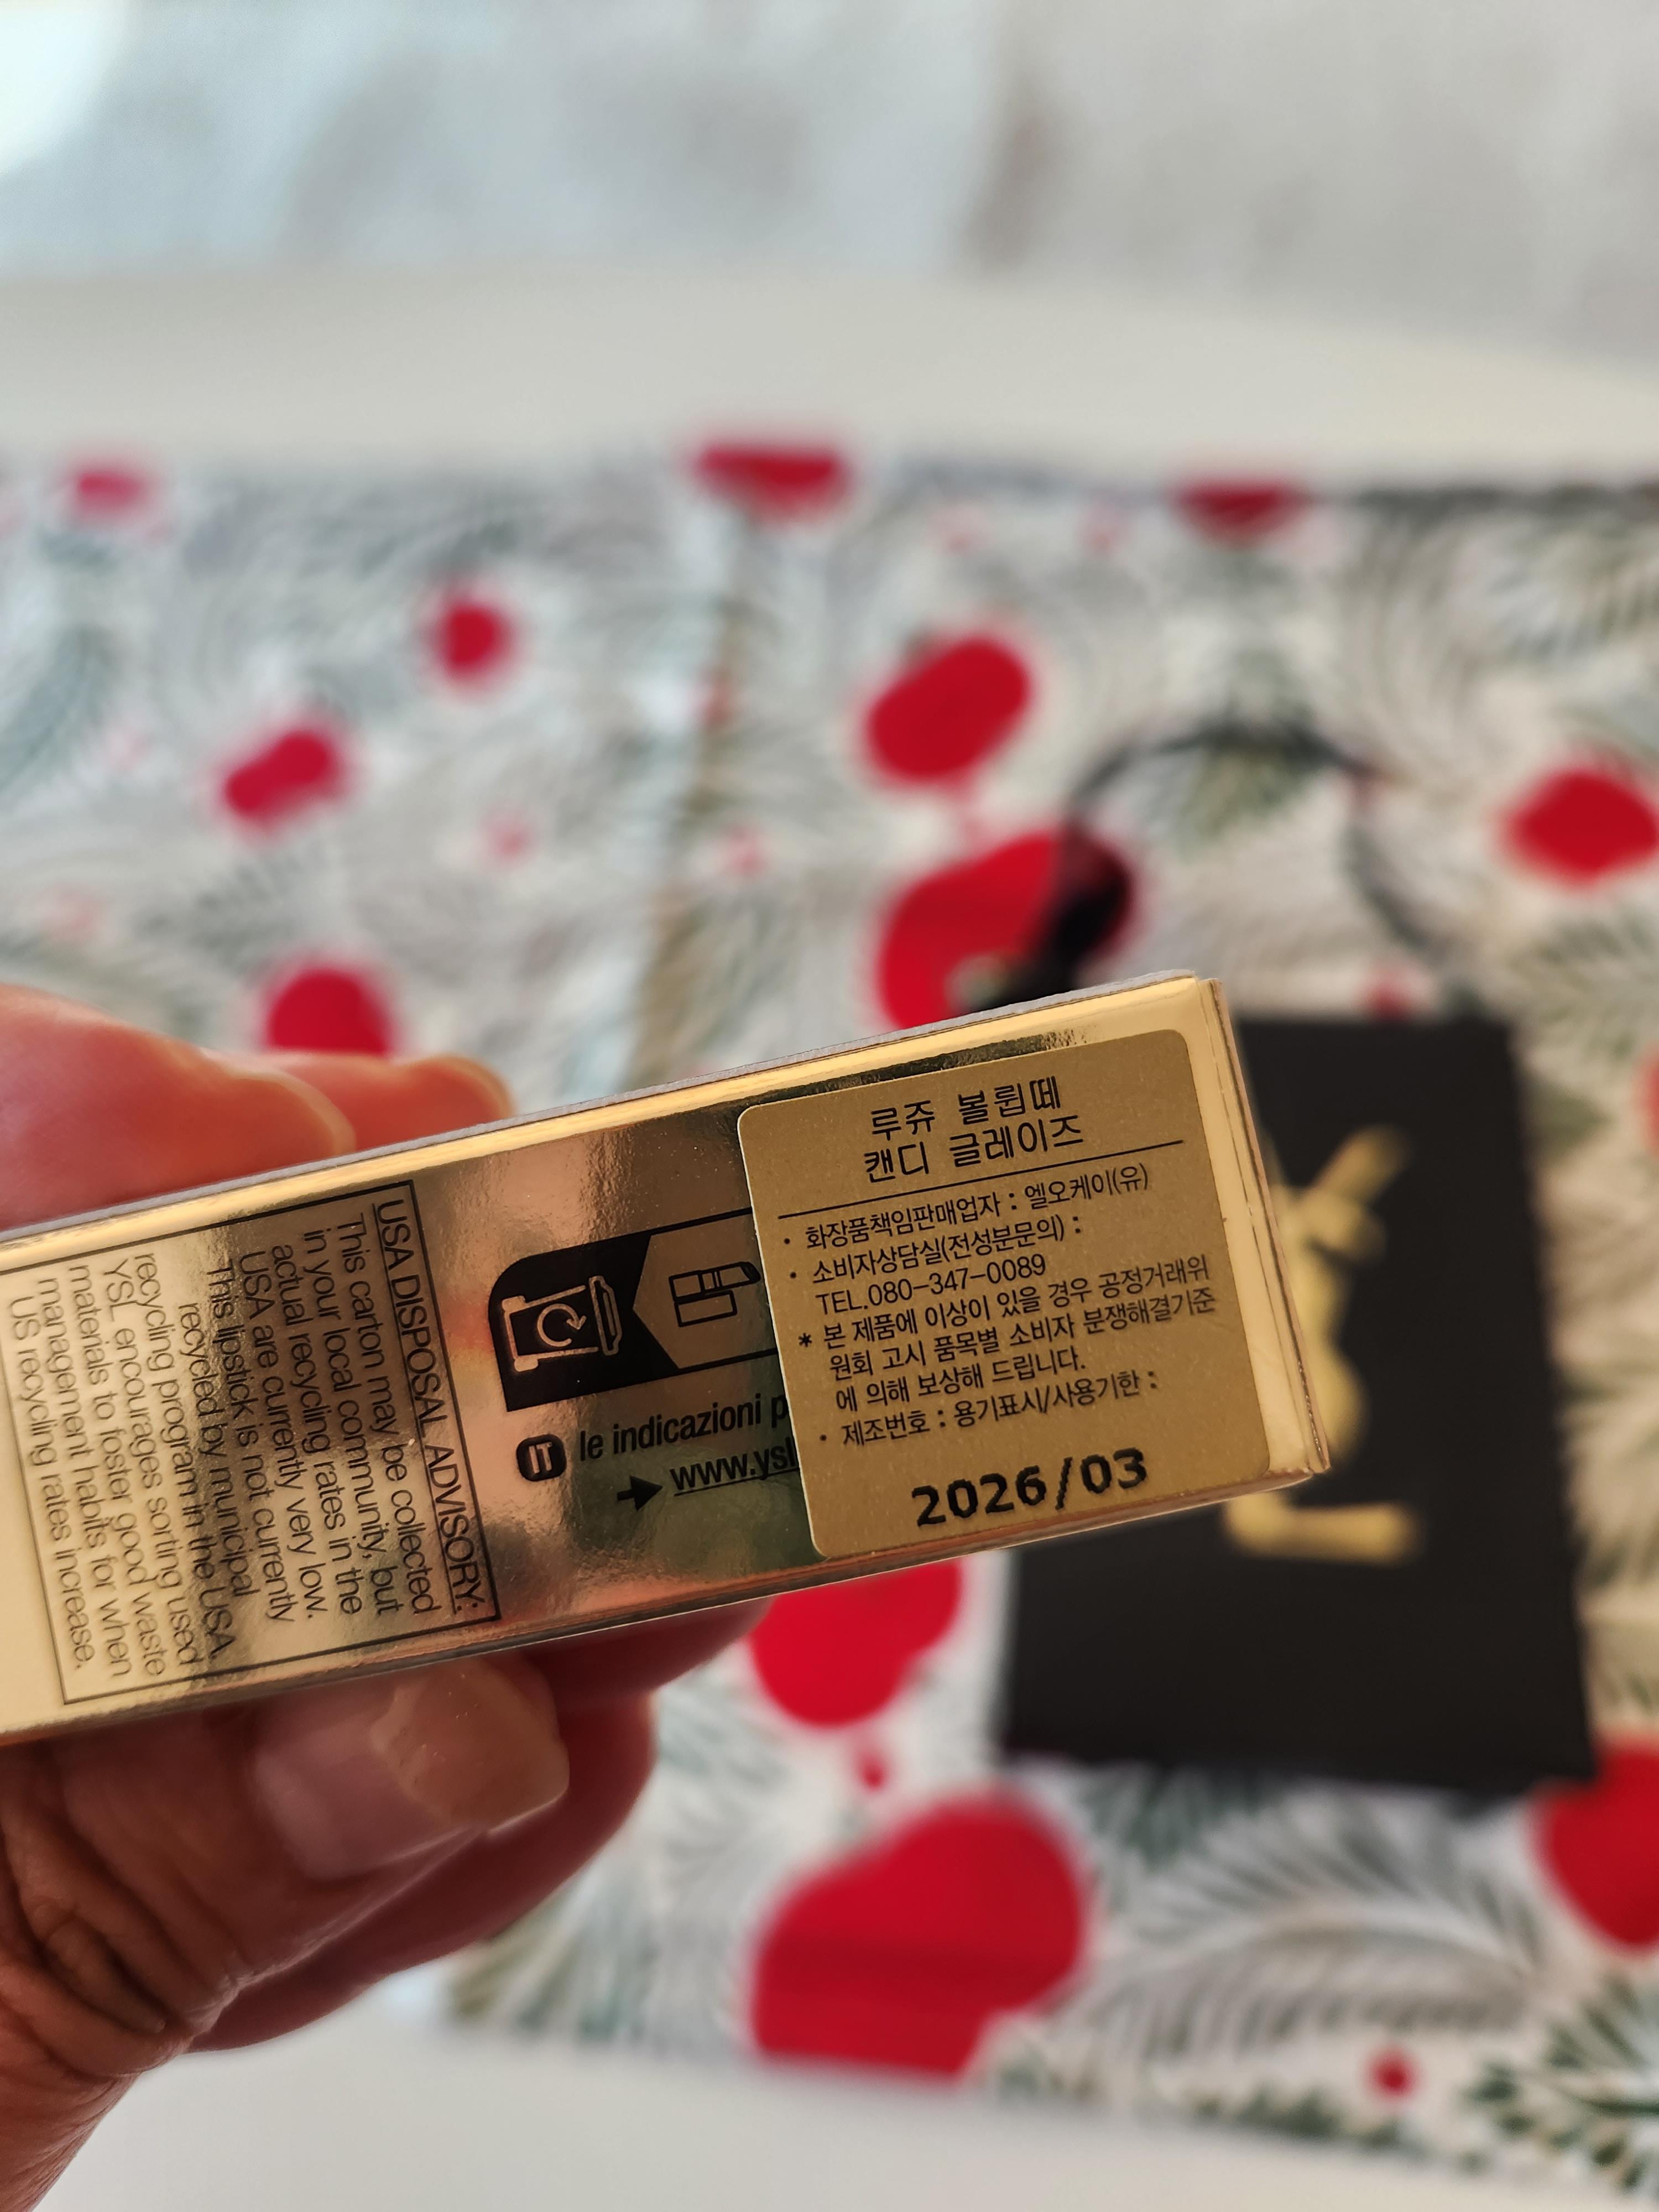 루쥬 볼륍떼
캔디 글레이즈
· 화장품책임판매업자 : 엘오케이(유)
· 소비자상담실(전성분문의) :
TEL.080-347-0089
* 본 제품에 이상이 있을 경우 공정거래위
원회 고시 품목별 소비자 분쟁해결기준
에 의해 보상해 드립니다.
· 제조번호 : 용기표시/사용기한 :
2026/03
IT le indicazioni p
www.ysl
USA DISPOSAL ADVISORY:
This carton may be collected
in your local community, but
actual recycling rates in the
USA are currently very low.
This lipstick is not currently
recycled by municipal
recycling program in the USA.
YSL encourages sorting used
materials to foster good waste
management habits for when
US recycling rates increase.